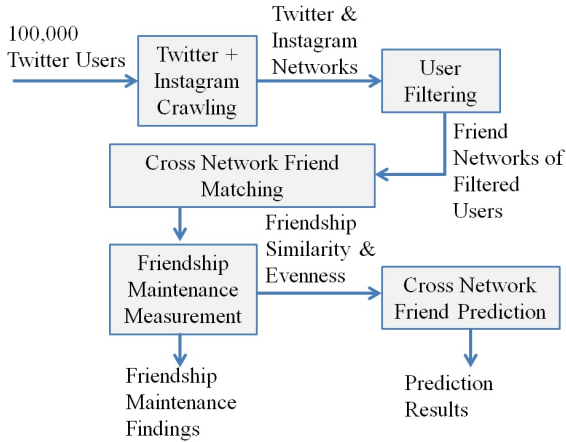 100,000
Twitter Users
Twitter +
Instagram
Crawling
Twitter &
Instagram
Networks
User
Filtering
Friend
Networks of
Filtered
Users
Cross Network Friend
Matching
Friendship
Maintenance
Measurement
Friendship
Similarity &
Evenness
Cross Network
Friend Prediction
Friendship
Maintenance
Findings
Prediction
Results